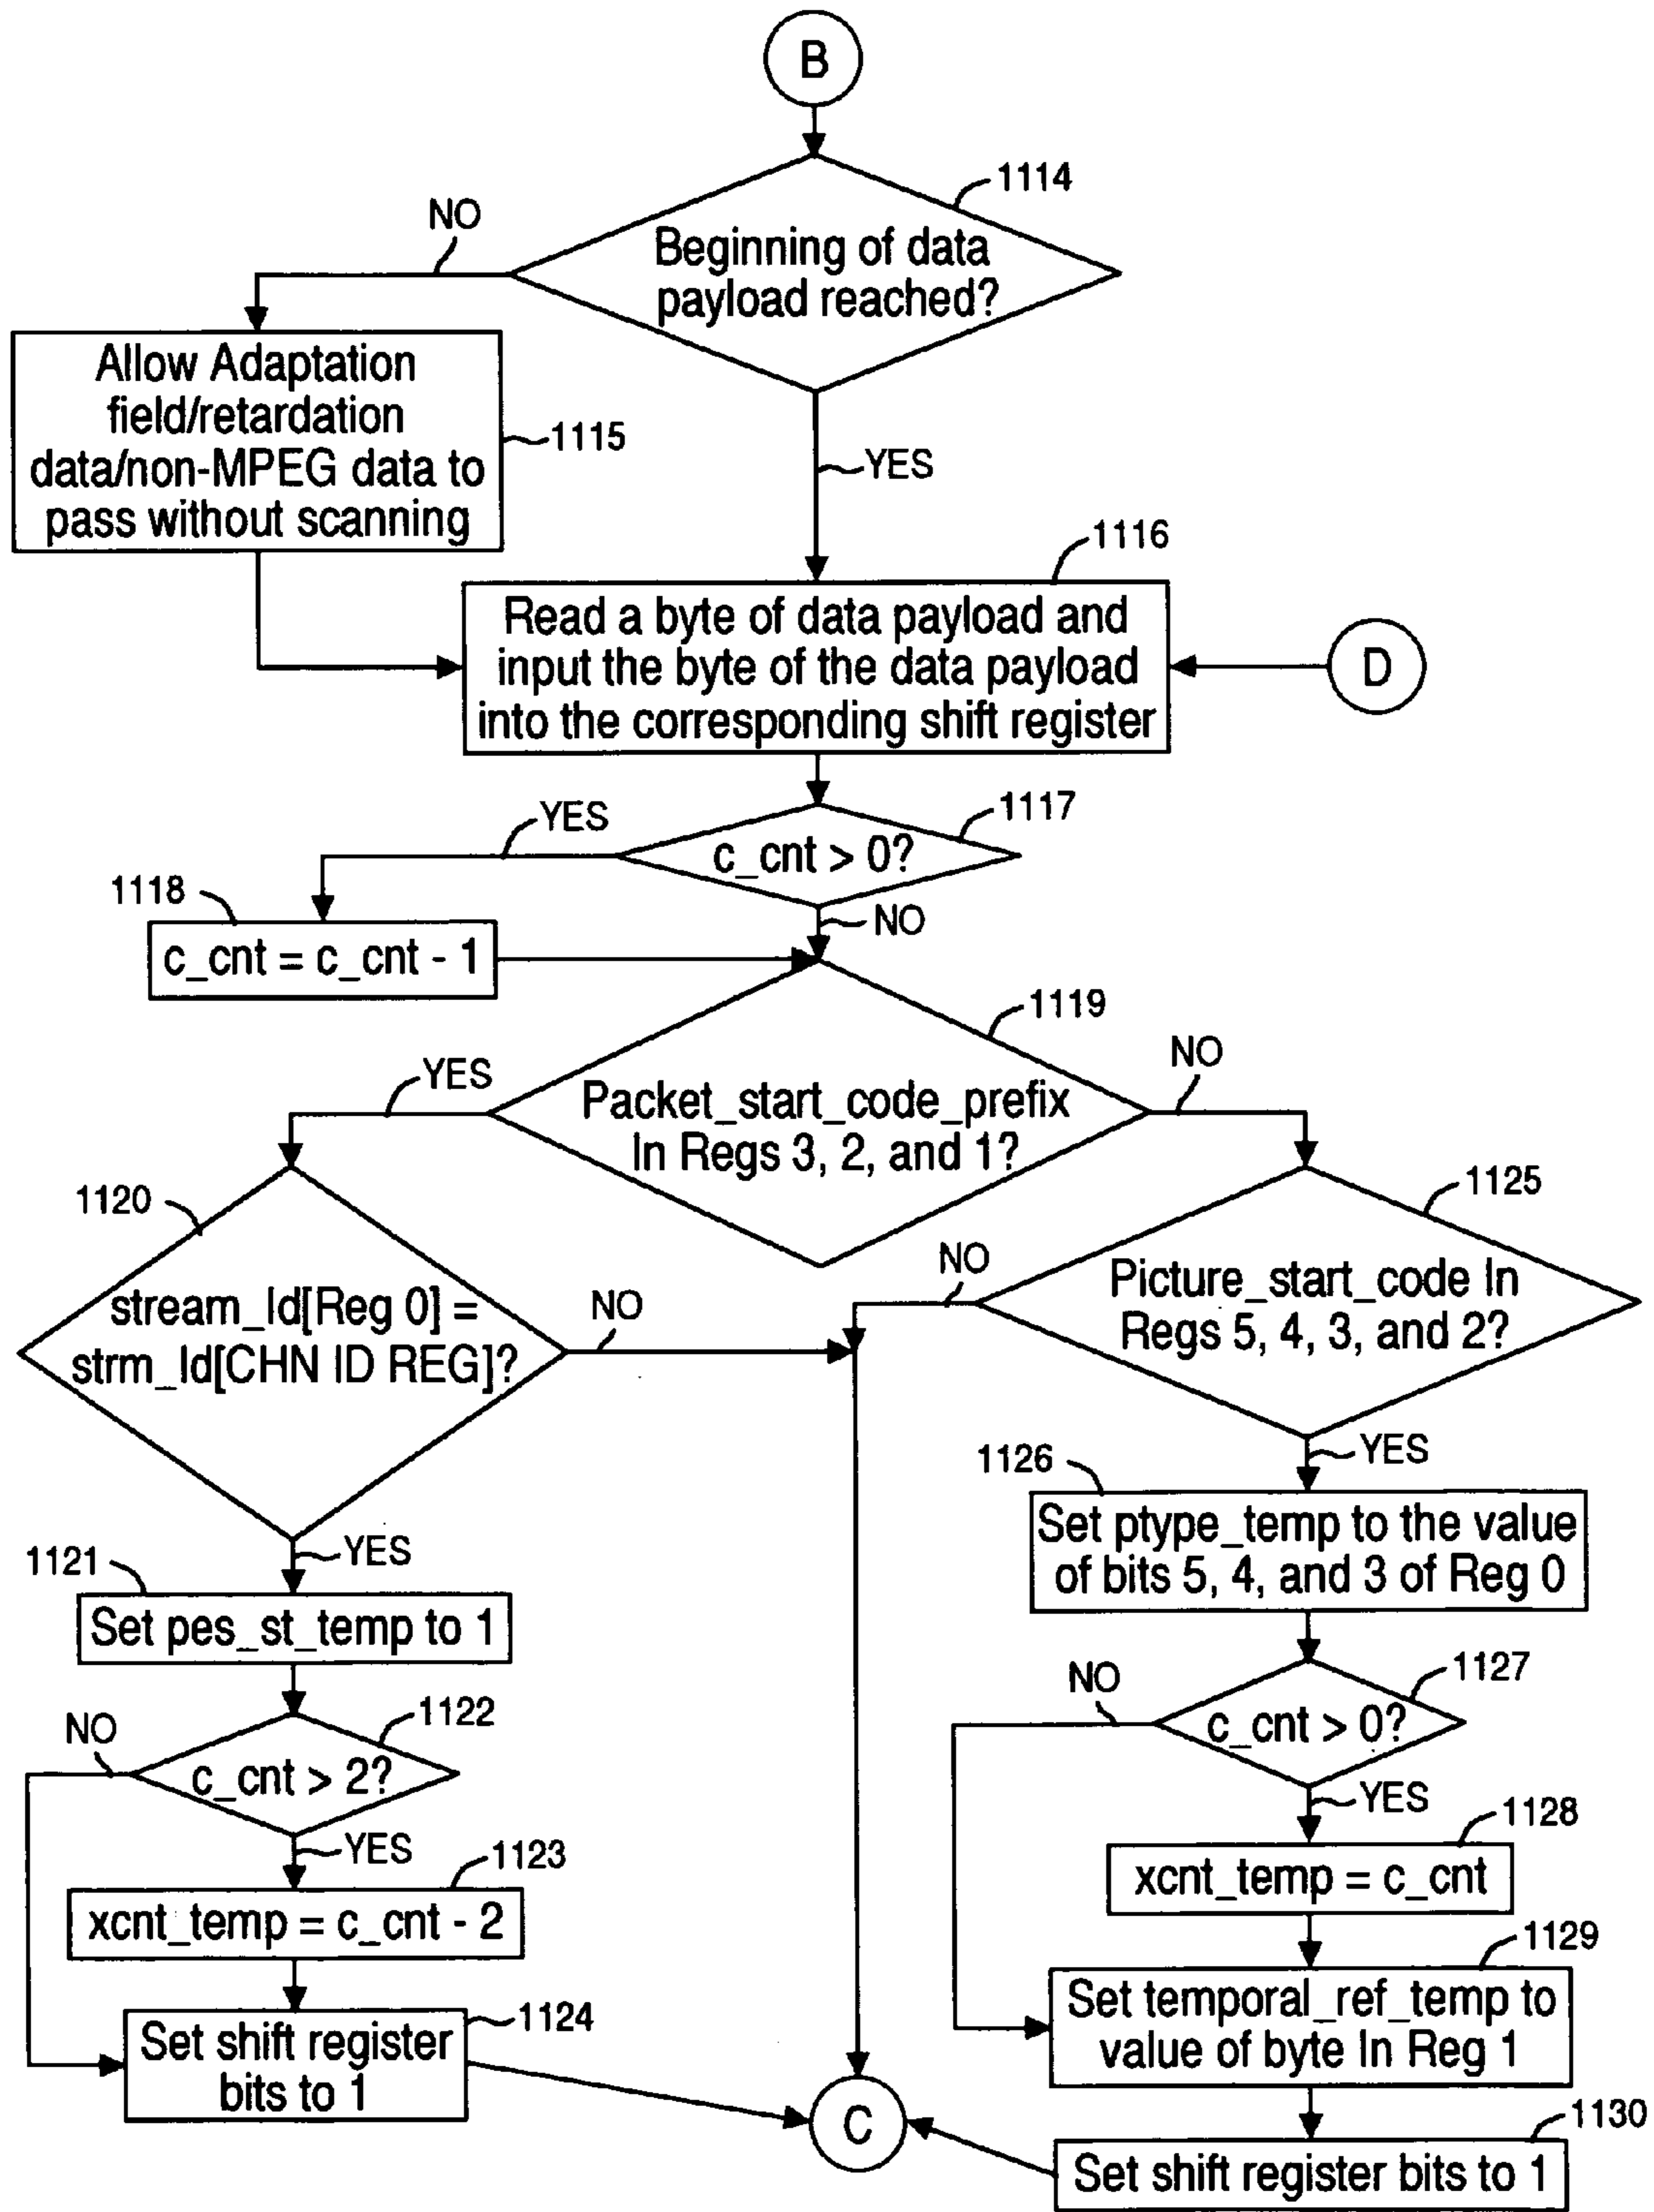 B
1114
NO
Beginning of data
payload reached?
Allow Adaptation
field/retardation
data/non-MPEG data to
pass without scanning
1115
YES
1116
Read a byte of data payload and
input the byte of the data payload
into the corresponding shift register
D
1117
YES
c_cnt > 0?
1118
NO
c_cnt = c_cnt - 1
1119
YES
NO
Packet_start_code_prefix
In Regs 3, 2, and 1?
1120
1125
stream_Id[Reg 0] =
strm_Id[CHN ID REG]?
NO
NO
Picture_start_code In
Regs 5, 4, 3, and 2?
YES
1126
Set ptype_temp to the value
of bits 5, 4, and 3 of Reg 0
YES
1121
Set pes_st_temp to 1
1127
NO
c_cnt > 0?
1122
NO
c_cnt > 2?
YES
1128
xcnt_temp = c_cnt
YES
1123
xcnt_temp = c_cnt - 2
1129
Set temporal_ref_temp to
value of byte In Reg 1
1124
Set shift register
bits to 1
C
1130
Set shift register bits to 1